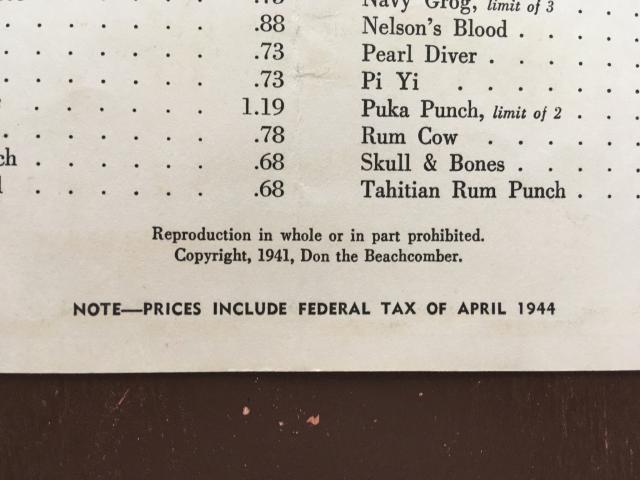 Navy Grog, limit of 3 . .
.88 Nelson's Blood . . . . .
.73 Pearl Diver . . . . . .
.73 Pi Yi . . . . . . .
1.19 Puka Punch, limit of 2 . . .
.78 Rum Cow . . . . . .
.68 Skull & Bones . . . . .
.68 Tahitian Rum Punch . . .
Reproduction in whole or in part prohibited.
Copyright, 1941, Don the Beachcomber.
NOTE—PRICES INCLUDE FEDERAL TAX OF APRIL 1944